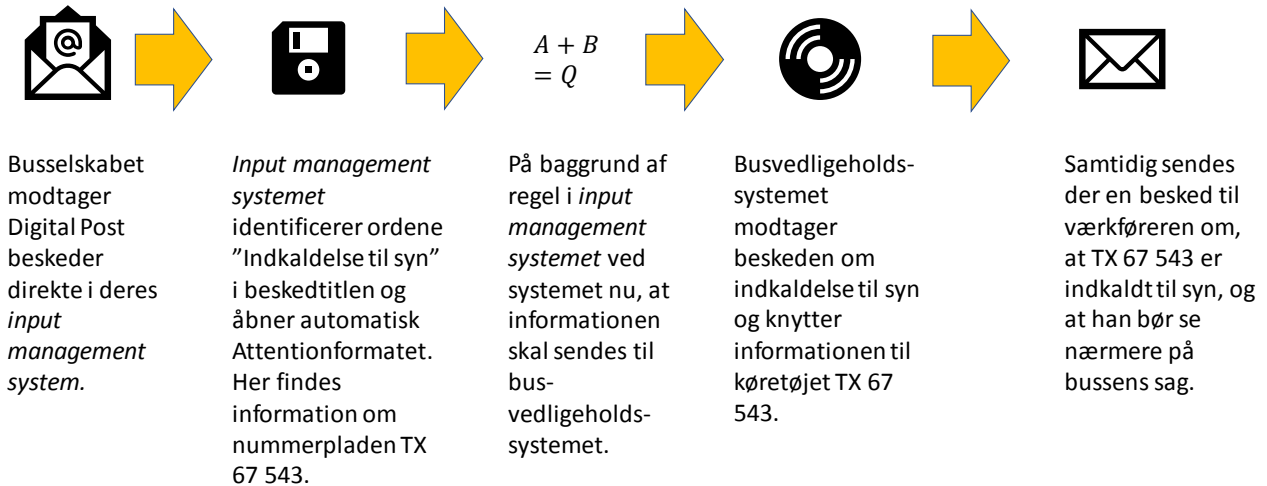 A + B
= Q
Busselskabet
modtager
Digital Post
beskeder
direkte i deres
input
management
system.
Input management
systemet
identificerer ordene
”Indkaldelse til syn”
i beskedtitlen og
åbner automatisk
Attentionformatet.
Her findes
information om
nummerpladen TX
67 543.
På baggrund af
regel i input
management
systemet ved
systemet nu, at
informationen
skal sendes til
bus-
vedligeholds-
systemet.
Busvedligeholds-
systemet
modtager
beskeden om
indkaldelse til syn
og knytter
informationen til
køretøjet TX 67
543.
Samtidig sendes
der en besked til
værkføreren om,
at TX 67 543 er
indkaldt til syn, og
at han bør se
nærmere på
bussens sag.